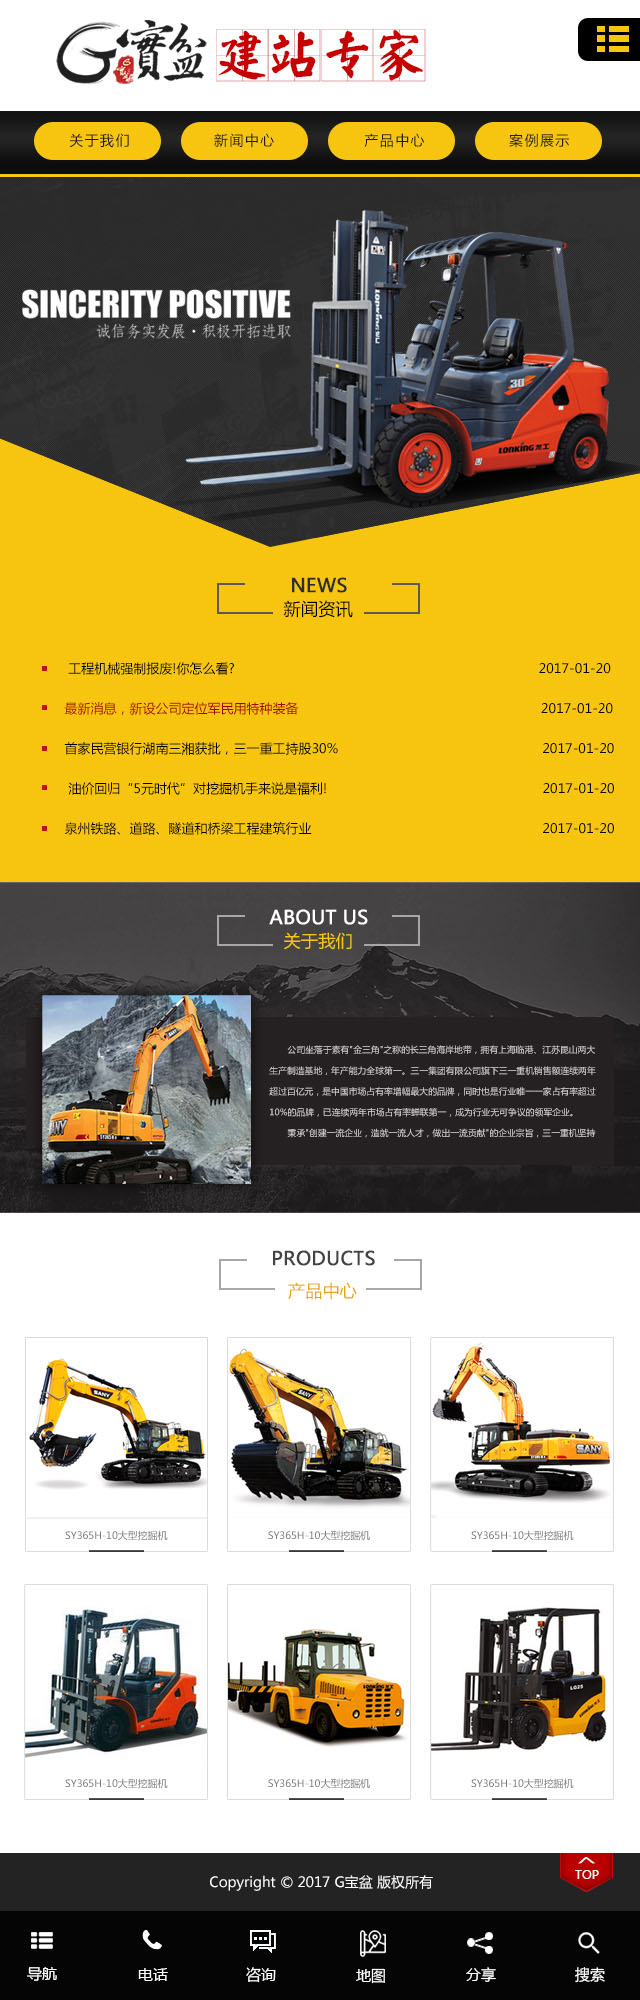 G寶盆 建站专家
关于我们 新闻中心 产品中心 案例展示
SINCERITY POSITIVE
诚信务实发展·积极开拓进取
30
LONKING 龙工
NEWS
新闻资讯
工程机械强制报废!你怎么看? 2017-01-20
最新消息，新设公司定位军民用特种装备 2017-01-20
首家民营银行湖南三湘获批，三一重工持股30% 2017-01-20
油价回归“5元时代”对挖掘机手来说是福利! 2017-01-20
泉州铁路、道路、隧道和桥梁工程建筑行业 2017-01-20
ABOUT US
关于我们
SANY
公司坐落于素有“金三角”之称的长三角海岸地带，拥有上海临港、江苏昆山两大
生产制造基地，年产能力全球第一。三一集团有限公司旗下三一重机销售额连续两年
超过百亿元，是中国市场占有率增幅最大的品牌，同时也是行业唯一一家占有率超过
10%的品牌，已连续两年市场占有率蝉联第一，成为行业无可争议的领军企业。
秉承“创建一流企业，造就一流人才，做出一流贡献”的企业宗旨，三一重机坚持
PRODUCTS
产品中心
SANY SANY SANY
SY365H-10大型挖掘机 SY365H-10大型挖掘机 SY365H-10大型挖掘机
LONKING LG25
SY365H-10大型挖掘机 SY365H-10大型挖掘机 SY365H-10大型挖掘机
TOP
Copyright © 2017 G宝盆 版权所有
导航 电话 咨询 地图 分享 搜索